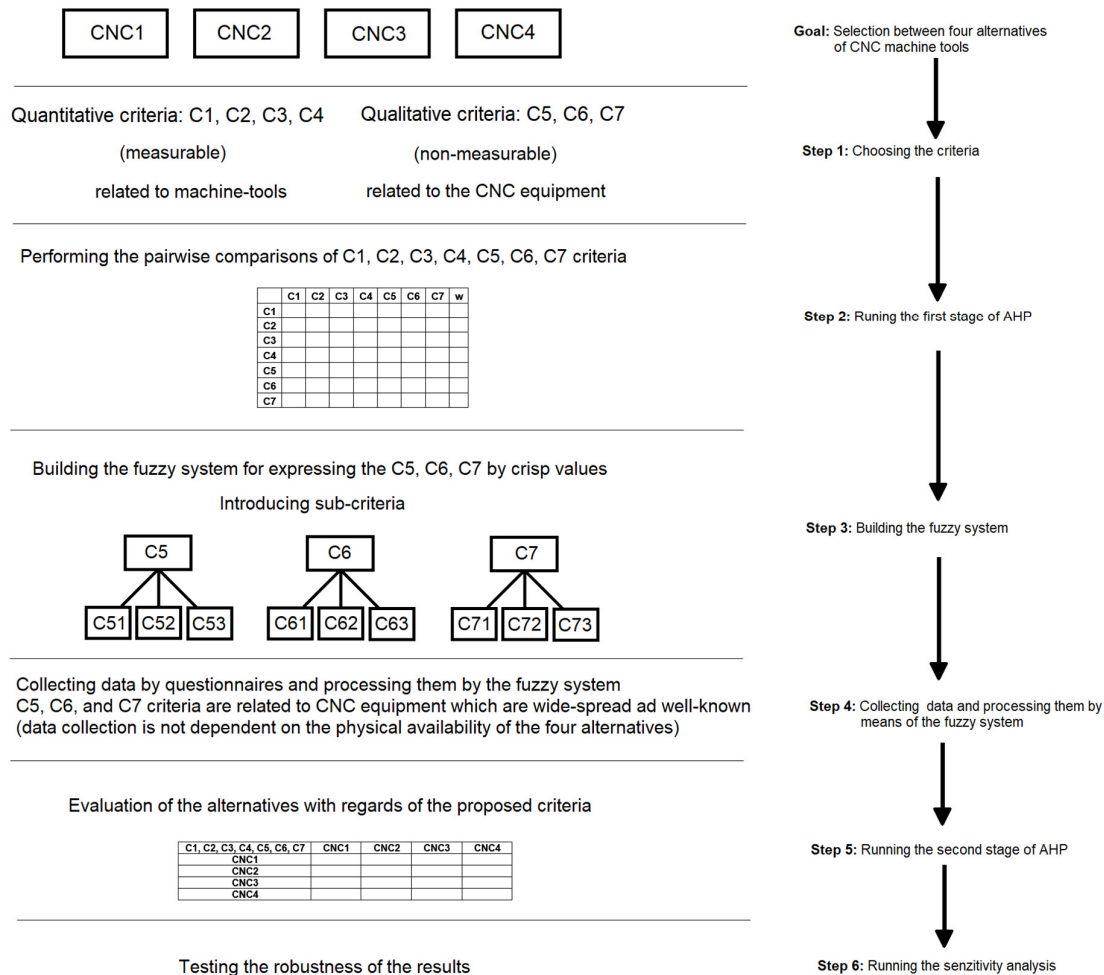 CNC1 CNC2 CNC3 CNC4
Goal: Selection between four alternatives
of CNC machine tools
Quantitative criteria: C1, C2, C3, C4
(measurable)
related to machine-tools
Qualitative criteria: C5, C6, C7
(non-measurable)
related to the CNC equipment
Step 1: Choosing the criteria
Performing the pairwise comparisons of C1, C2, C3, C4, C5, C6, C7 criteria
C1 C2 C3 C4 C5 C6 C7 w
C1
C2
C3
C4
C5
C6
C7
Step 2: Runing the first stage of AHP
Building the fuzzy system for expressing the C5, C6, C7 by crisp values
Introducing sub-criteria
C5 C6 C7
C51 C52 C53 C61 C62 C63 C71 C72 C73
Step 3: Building the fuzzy system
Collecting data by questionnaires and processing them by the fuzzy system
C5, C6, and C7 criteria are related to CNC equipment which are wide-spread ad well-known
(data collection is not dependent on the physical availability of the four alternatives)
Step 4: Collecting data and processing them by
means of the fuzzy system
Evaluation of the alternatives with regards of the proposed criteria
C1, C2, C3, C4, C5, C6, C7 CNC1 CNC2 CNC3 CNC4
CNC1
CNC2
CNC3
CNC4
Step 5: Running the second stage of AHP
Testing the robustness of the results
Step 6: Running the senzitivity analysis